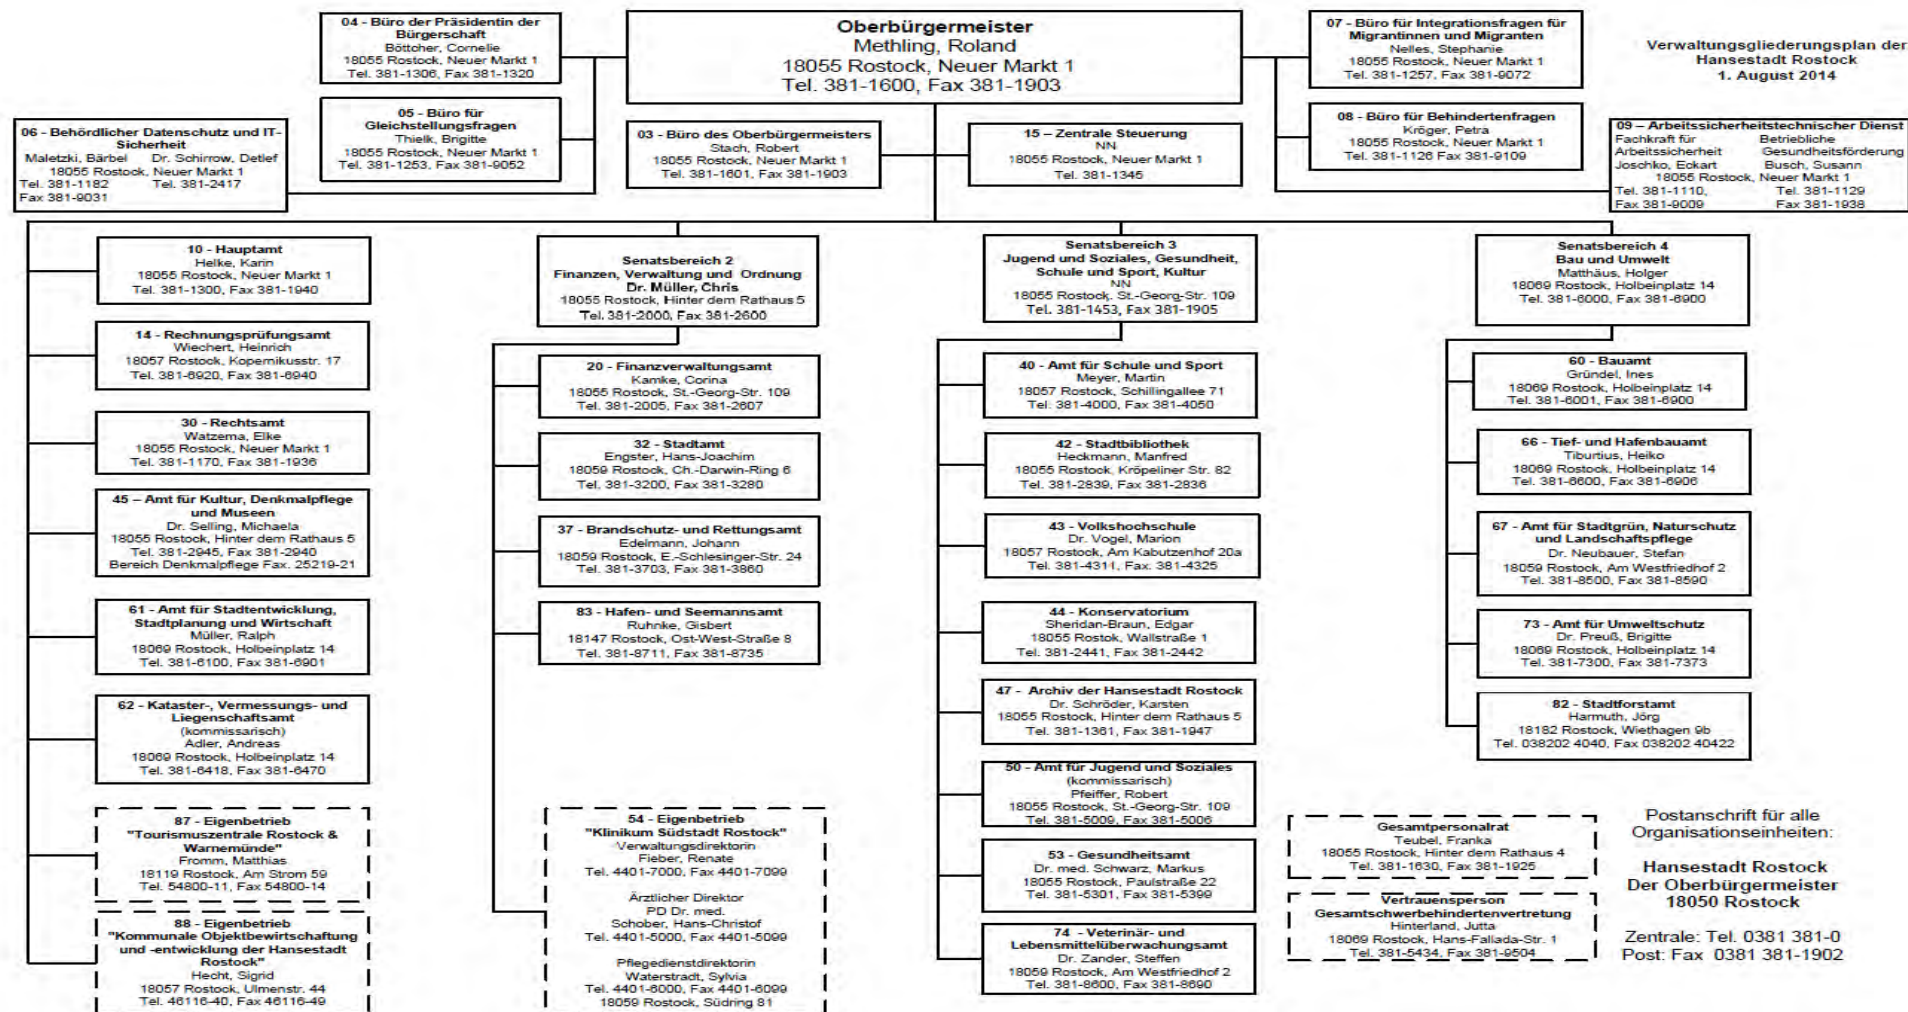 04 - Büro der Präsidentin der
Bürgerschaft
Böttcher, Cornelie
18055 Rostock, Neuer Markt 1
Tel. 381-1306, Fax 381-1320
Oberbürgermeister
Methling, Roland
18055 Rostock, Neuer Markt 1
Tel. 381-1600, Fax 381-1903
07 - Büro für Integrationsfragen für
Migrantinnen und Migranten
Nelles, Stephanie
18055 Rostock, Neuer Markt 1
Tel. 381-1257, Fax 381-9072
Verwaltungsgliederungsplan der
Hansestadt Rostock
1. August 2014
06 - Behördlicher Datenschutz und IT-
Sicherheit
Maletzki, Bärbel Dr. Schirrow, Detlef
18055 Rostock, Neuer Markt 1
Tel. 381-1182 Tel. 381-2417
Fax 381-9031
05 - Büro für
Gleichstellungsfragen
Thielk, Brigitte
18055 Rostock, Neuer Markt 1
Tel. 381-1253, Fax 381-9052
03 - Büro des Oberbürgermeisters
Stach, Robert
18055 Rostock, Neuer Markt 1
Tel. 381-1601, Fax 381-1903
15 – Zentrale Steuerung
NN
18055 Rostock, Neuer Markt 1
Tel. 381-1345
08 - Büro für Behindertenfragen
Kröger, Petra
18055 Rostock, Neuer Markt 1
Tel. 381-1126 Fax 381-9109
09 – Arbeitssicherheitstechnischer Dienst
Fachkraft für Betriebliche
Arbeitssicherheit Gesundheitsförderung
Joschko, Eckart Busch, Susann
18055 Rostock, Neuer Markt 1
Tel. 381-1110, Tel. 381-1129
Fax 381-9009 Fax 381-1938
10 - Hauptamt
Helke, Karin
18055 Rostock, Neuer Markt 1
Tel. 381-1300, Fax 381-1940
14 - Rechnungsprüfungsamt
Wiechert, Heinrich
18057 Rostock, Kopernikusstr. 17
Tel. 381-6920, Fax 381-6940
30 - Rechtsamt
Watzema, Elke
18055 Rostock, Neuer Markt 1
Tel. 381-1170, Fax 381-1936
45 – Amt für Kultur, Denkmalpflege
und Museen
Dr. Selling, Michaela
18055 Rostock, Hinter dem Rathaus 5
Tel. 381-2945, Fax 381-2940
Bereich Denkmalpflege Fax. 25219-21
61 - Amt für Stadtentwicklung,
Stadtplanung und Wirtschaft
Müller, Ralph
18069 Rostock, Holbeinplatz 14
Tel. 381-6100, Fax 381-6901
62 - Kataster-, Vermessungs- und
Liegenschaftsamt
(kommissarisch)
Adler, Andreas
18069 Rostock, Holbeinplatz 14
Tel. 381-6418, Fax 381-6470
87 - Eigenbetrieb
"Tourismuszentrale Rostock &
Warnemünde"
Fromm, Matthias
18119 Rostock, Am Strom 59
Tel. 54800-11, Fax 54800-14
88 - Eigenbetrieb
"Kommunale Objektbewirtschaftung
und -entwicklung der Hansestadt
Rostock"
Hecht, Sigrid
18057 Rostock, Ulmenstr. 44
Tel. 46116-40, Fax 46116-49
Senatsbereich 2
Finanzen, Verwaltung und Ordnung
Dr. Müller, Chris
18055 Rostock, Hinter dem Rathaus 5
Tel. 381-2000, Fax 381-2600
20 - Finanzverwaltungsamt
Kamke, Corina
18055 Rostock, St.-Georg-Str. 109
Tel. 381-2005, Fax 381-2607
32 - Stadtamt
Engster, Hans-Joachim
18059 Rostock, Ch.-Darwin-Ring 6
Tel. 381-3200, Fax 381-3280
37 - Brandschutz- und Rettungsamt
Edelmann, Johann
18059 Rostock, E.-Schlesinger-Str. 24
Tel. 381-3703, Fax 381-3860
83 - Hafen- und Seemannsamt
Ruhnke, Gisbert
18147 Rostock, Ost-West-Straße 8
Tel. 381-8711, Fax 381-8735
54 - Eigenbetrieb
"Klinikum Südstadt Rostock"
Verwaltungsdirektorin
Fieber, Renate
Tel. 4401-7000, Fax 4401-7099
Ärztlicher Direktor
PD Dr. med.
Schober, Hans-Christof
Tel. 4401-5000, Fax 4401-5099
Pflegedienstdirektorin
Waterstradt, Sylvia
Tel. 4401-6000, Fax 4401-6099
18059 Rostock, Südring 81
Senatsbereich 3
Jugend und Soziales, Gesundheit,
Schule und Sport, Kultur
NN
18055 Rostock, St.-Georg-Str. 109
Tel. 381-1453, Fax 381-1905
40 - Amt für Schule und Sport
Meyer, Martin
18057 Rostock, Schillingallee 71
Tel. 381-4000, Fax 381-4050
42 - Stadtbibliothek
Heckmann, Manfred
18055 Rostock, Kröpeliner Str. 82
Tel. 381-2839, Fax 381-2836
43 - Volkshochschule
Dr. Vogel, Marion
18057 Rostock, Am Kabutzenhof 20a
Tel. 381-4311, Fax. 381-4325
44 - Konservatorium
Sheridan-Braun, Edgar
18055 Rostok, Wallstraße 1
Tel. 381-2441, Fax 381-2442
47 - Archiv der Hansestadt Rostock
Dr. Schröder, Karsten
18055 Rostock, Hinter dem Rathaus 5
Tel. 381-1361, Fax 381-1947
50 - Amt für Jugend und Soziales
(kommissarisch)
Pfeiffer, Robert
18055 Rostock, St.-Georg-Str. 109
Tel. 381-5009, Fax 381-5006
53 - Gesundheitsamt
Dr. med. Schwarz, Markus
18055 Rostock, Paulstraße 22
Tel. 381-5301, Fax 381-5399
74 - Veterinär- und
Lebensmittelüberwachungsamt
Dr. Zander, Steffen
18059 Rostock, Am Westfriedhof 2
Tel. 381-8600, Fax 381-8690
Senatsbereich 4
Bau und Umwelt
Matthäus, Holger
18069 Rostock, Holbeinplatz 14
Tel. 381-6000, Fax 381-6900
60 - Bauamt
Gründel, Ines
18069 Rostock, Holbeinplatz 14
Tel. 381-6001, Fax 381-6900
66 - Tief- und Hafenbauamt
Tiburtius, Heiko
18069 Rostock, Holbeinplatz 14
Tel. 381-6600, Fax 381-6906
67 - Amt für Stadtgrün, Naturschutz
und Landschaftspflege
Dr. Neubauer, Stefan
18059 Rostock, Am Westfriedhof 2
Tel. 381-8500, Fax 381-8590
73 - Amt für Umweltschutz
Dr. Preuß, Brigitte
18069 Rostock, Holbeinplatz 14
Tel. 381-7300, Fax 381-7373
82 - Stadtforstamt
Harmuth, Jörg
18182 Rostock, Wiethagen 9b
Tel. 038202 4040, Fax 038202 40422
Gesamtpersonalrat
Teubel, Franka
18055 Rostock, Hinter dem Rathaus 4
Tel. 381-1630, Fax 381-1925
Vertrauensperson
Gesamtschwerbehindertenvertretung
Hinterland, Jutta
18069 Rostock, Hans-Fallada-Str. 1
Tel. 381-5434, Fax 381-9504
Postanschrift für alle
Organisationseinheiten:
Hansestadt Rostock
Der Oberbürgermeister
18050 Rostock
Zentrale: Tel. 0381 381-0
Post: Fax 0381 381-1902